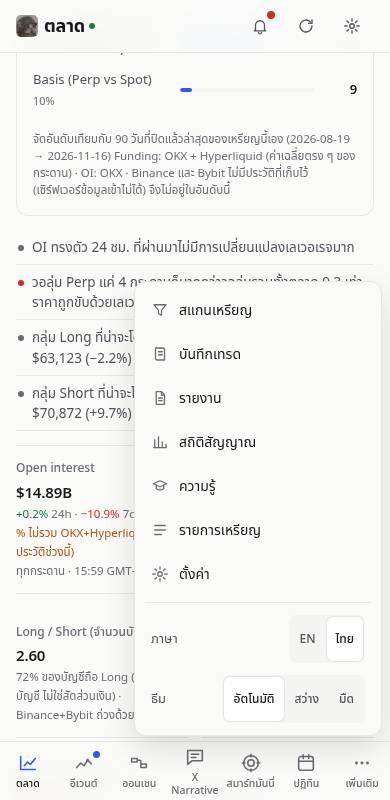 ตลาด
Basis (Perp vs Spot)
9
10%
จัดอันดับเทียบกับ 90 วันที่ปิดแล้วล่าสุดของเหรียญนี้เอง (2026-08-19
→ 2026-11-16) Funding: OKX + Hyperliquid (ค่าเฉลี่ยตรง ๆ ของ
กระดาน) · OI: OKX · Binance และ Bybit ไม่มีประวัติที่เก็บไว้
(เซิร์ฟเวอร์ข้อมูลเข้าไม่ได้) จึงไม่อยู่ในอันดับนี้
OI ทรงตัว 24 ชม. ที่ผ่านมาไม่มีการเปลี่ยนแปลงเลเวอเรจมาก
วอลุ่ม Perp แค่ 4
ราคาถูกขับด้วยเลเว
กลุ่ม Long ที่น่าจะโ
$63,123 (−2.2%)
กลุ่ม Short ที่น่าจะ
$70,872 (+9.7%)
Open interest
$14.89B
+0.2% 24h · −10.9% 7d
% ไม่รวม OKX+Hyperliq
ประวัติช่วงนี้)
ทุกกระดาน · 15:59 GMT-
Long / Short (จำนวนบั
2.60
72% ของบัญชีถือ Long (
บัญชี ไม่ใช่สัดส่วนเงิน) ·
Binance+Bybit ถ่วงด้วย
สแกนเหรียญ
บันทึกเทรด
รายงาน
สถิติสัญญาณ
ความรู้
รายการเหรียญ
ตั้งค่า
ภาษา
EN
ไทย
ธีม
อัตโนมัติ
สว่าง
มืด
ตลาด
อีเวนต์
ออนเชน
X
Narrative
สมาร์ทมันนี่
ปฏิทิน
เพิ่มเติม